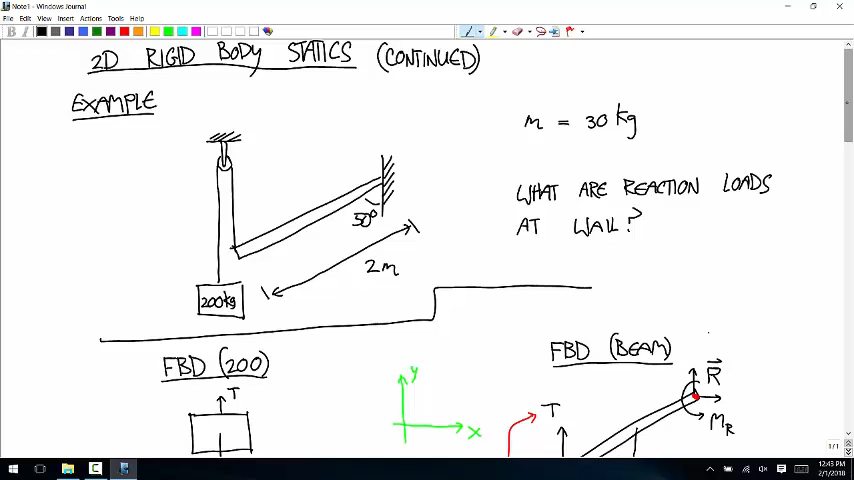 Note1 - Windows Journal
File Edit View Insert Actions Tools Help
2D RIGID BODY STATICS (CONTINUED)
EXAMPLE
m = 30 kg
WHAT ARE REACTION LOADS
AT WALL?
50°
2m
200kg
FBD (200)
FBD (BEAM)
T
y
x
T
R
MR
1/1
12:43 PM
2/1/2018